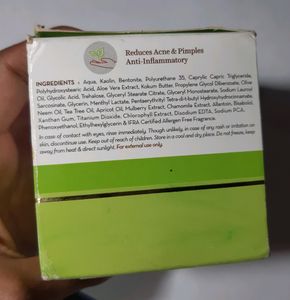 Reduces Acne & Pimples
Anti-Inflammatory
INGREDIENTS : Aqua, Kaolin, Bentonite, Polyurethane 35, Caprylic Capric Triglyceride,
Polyhydroxystearic Acid, Aloe Vera Extract, Kokum Butter, Propylene Glycol Diberzoate, Olive
Oil, Glycolic Acid, Trehalose, Glyceryl Stearate Citrate, Glyceryl Monostearate, Sodium Lauroyl
Sarcosinate, Glycerin, Menthyl Lactate, Pentaerythrityl Tetra-di-t-butyl Hydroxyhydrocinnamate,
Neem Oil, Tea Tree Oil, Apricot Oil, Mulberry Extract, Chamomile Extract, Allantoin, Bisabolol,
Xanthan Gum, Titanium Dioxide, Chlorophyll Extract, Disodium EDTA, Sodium PCA,
Phenoxyethanol, Ethylhexylglycerin & IFRA Certified Allergen Free Fragrance.
In case of contact with eyes, rinse immediately. Though unlikely, in case of any rash or irritation on
skin, discontinue use. Keep out of reach of children. Store in a cool and dry place. Do not freeze, keep
away from heat & direct sunlight. For external use only.